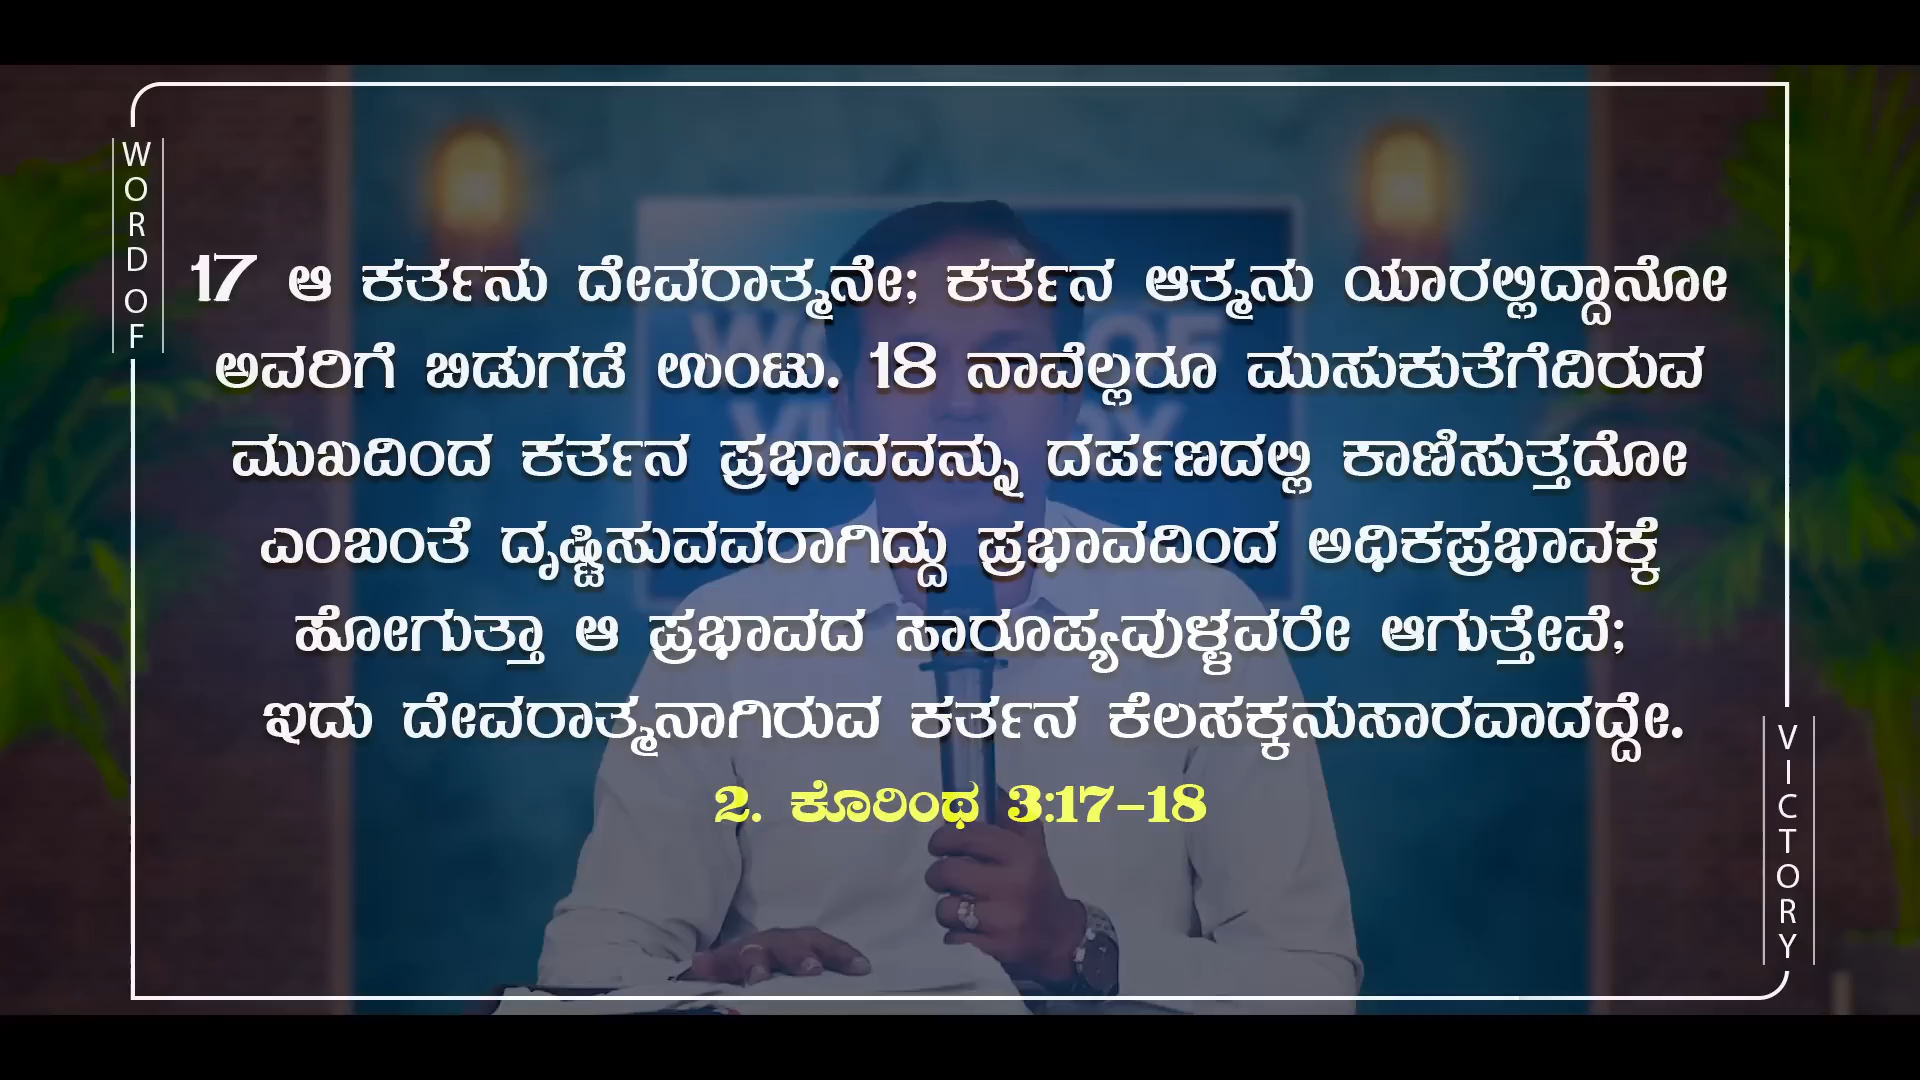 WORD OF
17 ಆ ಕರ್ತನು ದೇವರಾತ್ಮನೇ; ಕರ್ತನ ಆತ್ಮನು ಯಾರಲ್ಲಿದ್ದಾನೋ
ಅವರಿಗೆ ಬಿಡುಗಡೆ ಉಂಟು. 18 ನಾವೆಲ್ಲರೂ ಮುಸುಕುತೆಗೆದಿರುವ
ಮುಖದಿಂದ ಕರ್ತನ ಪ್ರಭಾವವನ್ನು ದರ್ಪಣದಲ್ಲಿ ಕಾಣಿಸುತ್ತದೋ
ಎಂಬಂತೆ ದೃಷ್ಟಿಸುವವರಾಗಿದ್ದು ಪ್ರಭಾವದಿಂದ ಅಧಿಕಪ್ರಭಾವಕ್ಕೆ
ಹೋಗುತ್ತಾ ಆ ಪ್ರಭಾವದ ಸಾರೂಪ್ಯವುಳ್ಳವರೇ ಆಗುತ್ತೇವೆ;
ಇದು ದೇವರಾತ್ಮನಾಗಿರುವ ಕರ್ತನ ಕೆಲಸಕ್ಕನುಸಾರವಾದದ್ದೇ.
2. ಕೊರಿಂಥ 3:17-18
VICTORY